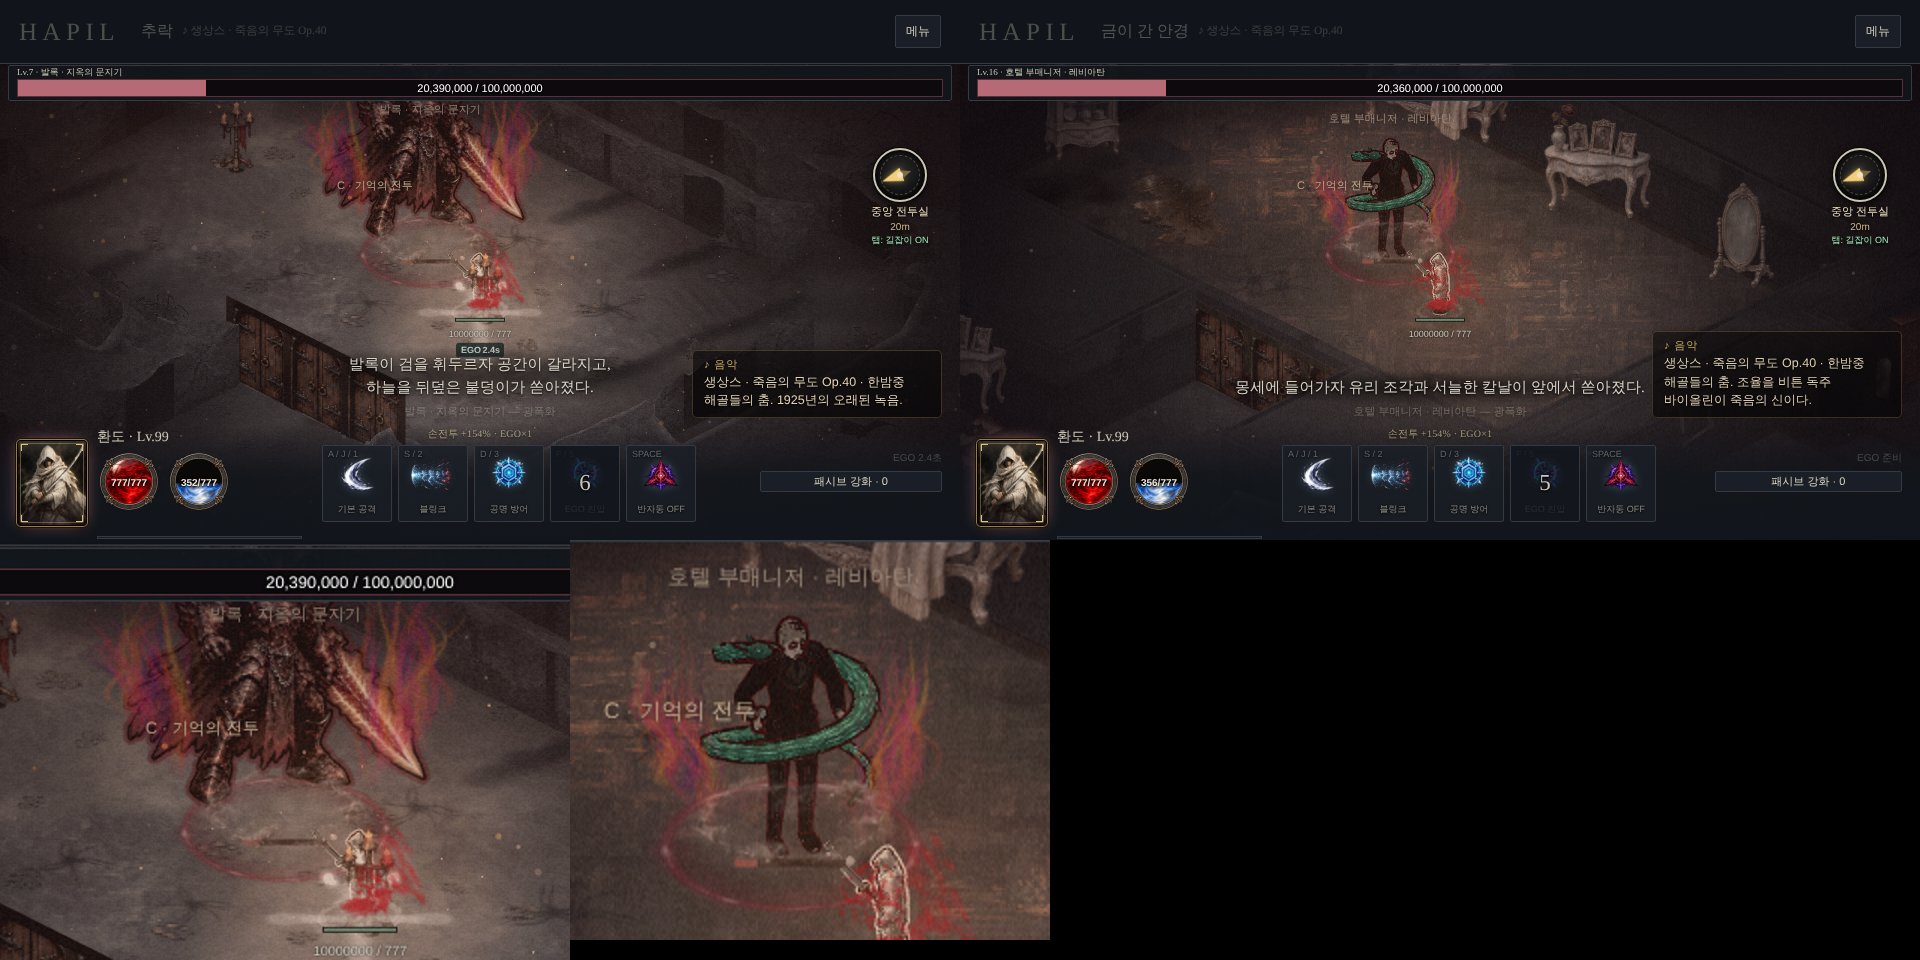 HAPIL 추락 ♪ 생상스 · 죽음의 무도 Op.40 메뉴
Lv.7 · 발록 · 지옥의 문지기
20,390,000 / 100,000,000
발록 · 지옥의 문지기
C · 기억의 전투
중앙 전투실
20m
탭: 길잡이 ON
10000000 / 777
EGO 2.4s
발록이 검을 휘두르자 공간이 갈라지고,
하늘을 뒤덮은 불덩이가 쏟아졌다.
발록 · 지옥의 문지기 — 광폭화
♪ 음악
생상스 · 죽음의 무도 Op.40 · 한밤중
해골들의 춤. 1925년의 오래된 녹음.
손전투 +154% · EGO×1
환도 · Lv.99
777/777
352/777
A / J / 1
기본 공격
S / 2
블링크
D / 3
공명 방어
F / 5
6
EGO 진입
SPACE
반자동 OFF
EGO 2.4초
패시브 강화 · 0
HAPIL 금이 간 안경 ♪ 생상스 · 죽음의 무도 Op.40 메뉴
Lv.16 · 호텔 부매니저 · 레비아탄
20,360,000 / 100,000,000
호텔 부매니저 · 레비아탄
C · 기억의 전투
중앙 전투실
20m
탭: 길잡이 ON
10000000 / 777
몽세에 들어가자 유리 조각과 서늘한 칼날이 앞에서 쏟아졌다.
호텔 부매니저 · 레비아탄 — 광폭화
♪ 음악
생상스 · 죽음의 무도 Op.40 · 한밤중
해골들의 춤. 조율을 비튼 독주
바이올린이 죽음의 신이다.
손전투 +154% · EGO×1
환도 · Lv.99
777/777
356/777
A / J / 1
기본 공격
S / 2
블링크
D / 3
공명 방어
F / 5
5
EGO 진입
SPACE
반자동 OFF
EGO 준비
패시브 강화 · 0
20,390,000 / 100,000,000
발록 · 지옥의 문지기
C · 기억의 전투
10000000 / 777
호텔 부매니저 · 레비아탄
C · 기억의 전투